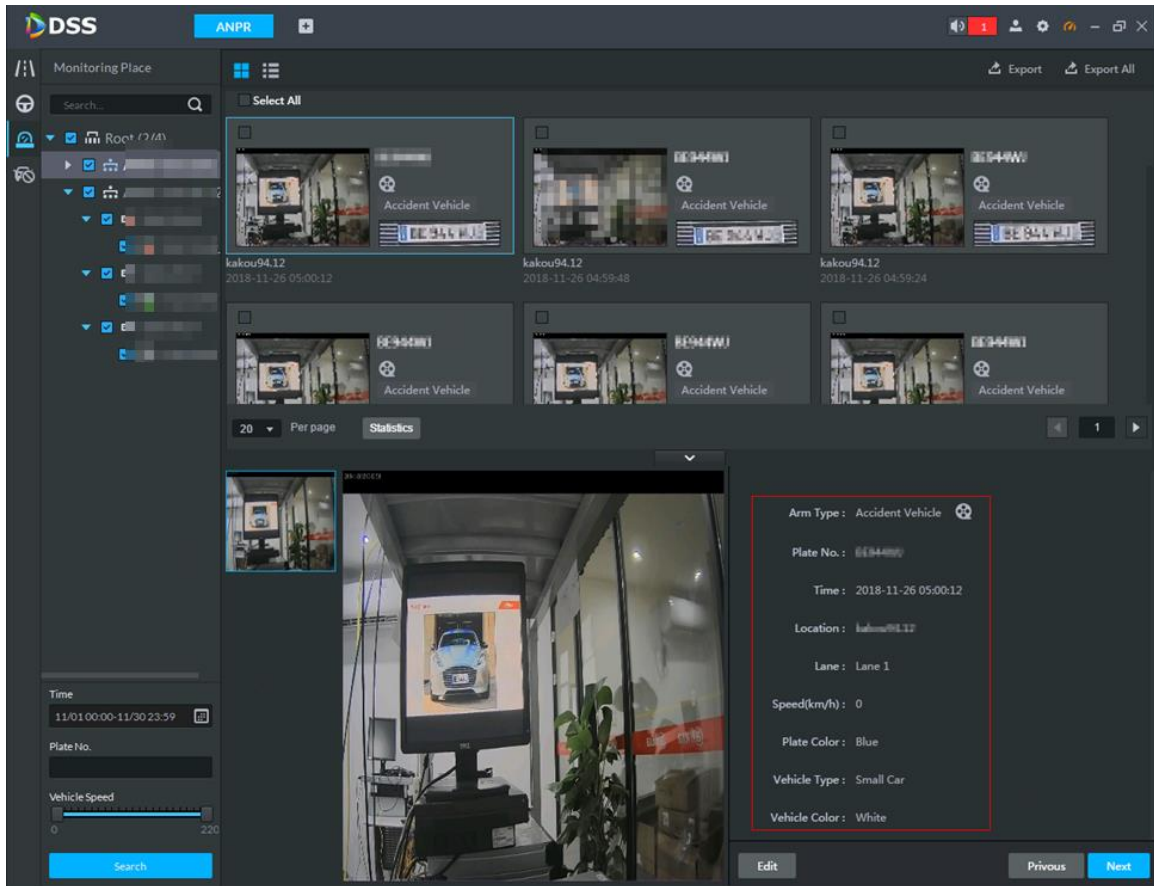 DSS
ANPR
1
Monitoring Place
Export
Export All
Search...
Select All
Root (2/4)
Accident Vehicle
Accident Vehicle
Accident Vehicle
BE 944 WJ
kakou94.12
kakou94.12
kakou94.12
2018-11-26 05:00:12
2018-11-26 04:59:48
2018-11-26 04:59:24
Accident Vehicle
Accident Vehicle
Accident Vehicle
20 Per page
Statistics
1
Arm Type : Accident Vehicle
Plate No. :
Time : 2018-11-26 05:00:12
Location :
Lane : Lane 1
Speed(km/h) : 0
Plate Color : Blue
Vehicle Type : Small Car
Vehicle Color : White
Time
11/01 00:00-11/30 23:59
Plate No.
Vehicle Speed
0
220
Search
Edit
Privous
Next